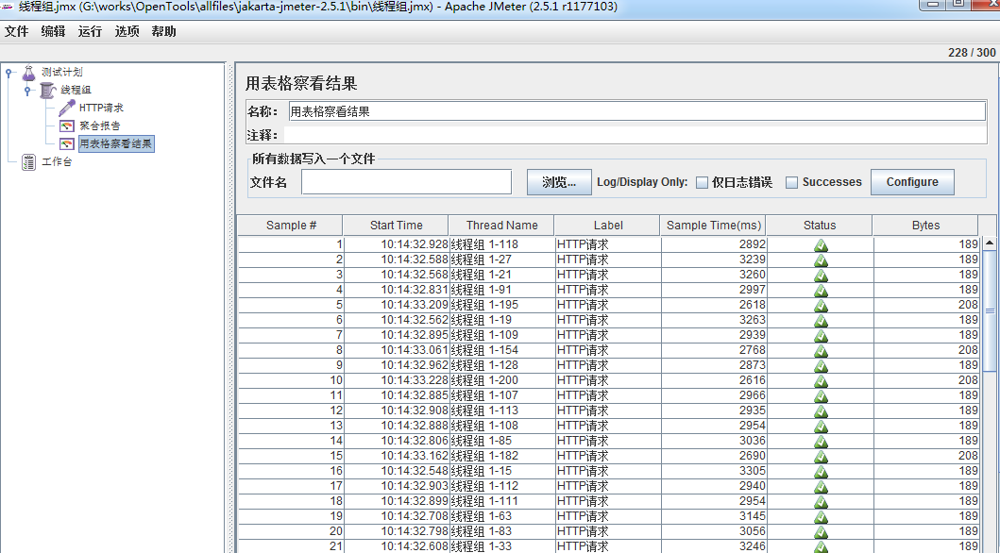 线程组.jmx (G:\works\OpenTools\allfiles\jakarta-jmeter-2.5.1\bin\线程组.jmx) - Apache JMeter (2.5.1 r1177103)
文件 编辑 运行 选项 帮助
228 / 300
测试计划
线程组
HTTP请求
聚合报告
用表格察看结果
工作台
用表格察看结果
名称： 用表格察看结果
注释：
所有数据写入一个文件
文件名 浏览... Log/Display Only: 仅日志错误 Successes Configure
Sample # Start Time Thread Name Label Sample Time(ms) Status Bytes
1 10:14:32.928 线程组 1-118 HTTP请求 2892 189
2 10:14:32.588 线程组 1-27 HTTP请求 3239 189
3 10:14:32.568 线程组 1-21 HTTP请求 3260 189
4 10:14:32.831 线程组 1-91 HTTP请求 2997 189
5 10:14:33.209 线程组 1-195 HTTP请求 2618 208
6 10:14:32.562 线程组 1-19 HTTP请求 3263 189
7 10:14:32.895 线程组 1-109 HTTP请求 2939 189
8 10:14:33.061 线程组 1-154 HTTP请求 2768 208
9 10:14:32.962 线程组 1-128 HTTP请求 2873 189
10 10:14:33.228 线程组 1-200 HTTP请求 2616 208
11 10:14:32.885 线程组 1-107 HTTP请求 2966 189
12 10:14:32.908 线程组 1-113 HTTP请求 2935 189
13 10:14:32.888 线程组 1-108 HTTP请求 2954 189
14 10:14:32.806 线程组 1-85 HTTP请求 3036 189
15 10:14:33.162 线程组 1-182 HTTP请求 2690 208
16 10:14:32.548 线程组 1-15 HTTP请求 3305 189
17 10:14:32.903 线程组 1-112 HTTP请求 2940 189
18 10:14:32.899 线程组 1-111 HTTP请求 2954 189
19 10:14:32.708 线程组 1-63 HTTP请求 3145 189
20 10:14:32.798 线程组 1-83 HTTP请求 3056 189
21 10:14:32.608 线程组 1-33 HTTP请求 3246 189